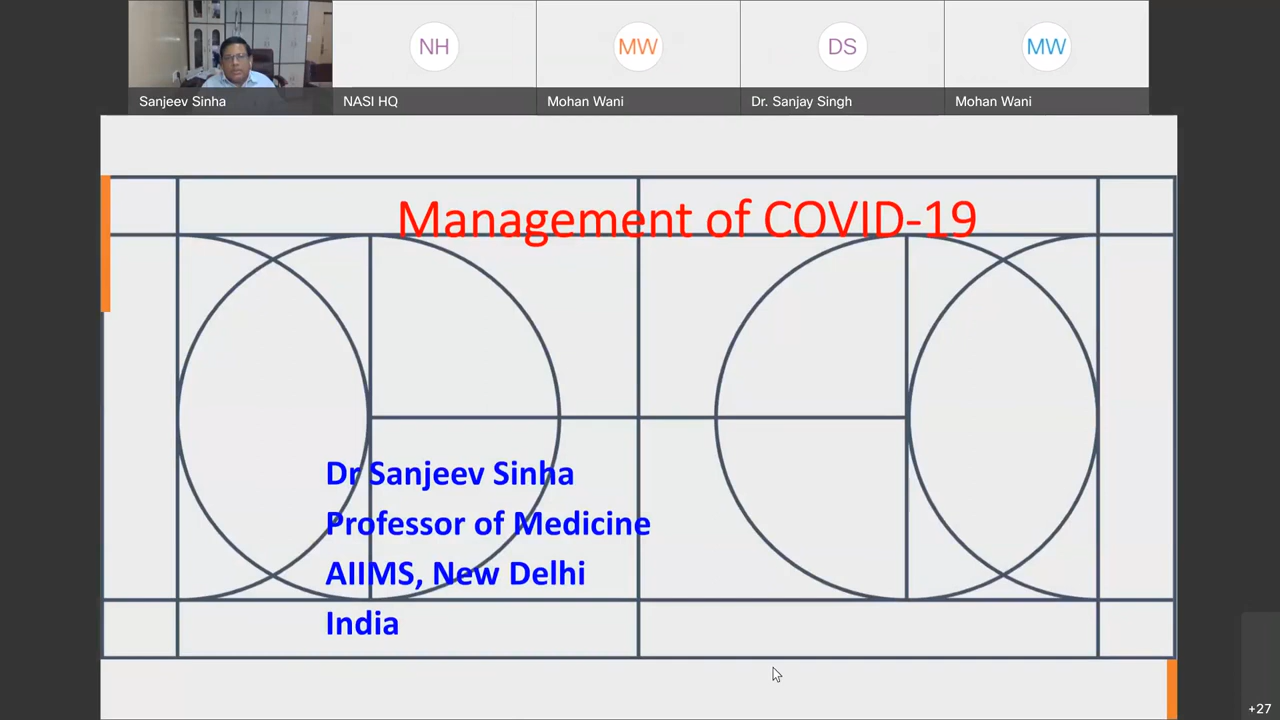 NH
MW
DS
MW
Sanjeev Sinha
NASI HQ
Mohan Wani
Dr. Sanjay Singh
Mohan Wani
Management of COVID-19
Dr Sanjeev Sinha
Professor of Medicine
AIIMS, New Delhi
India
+27